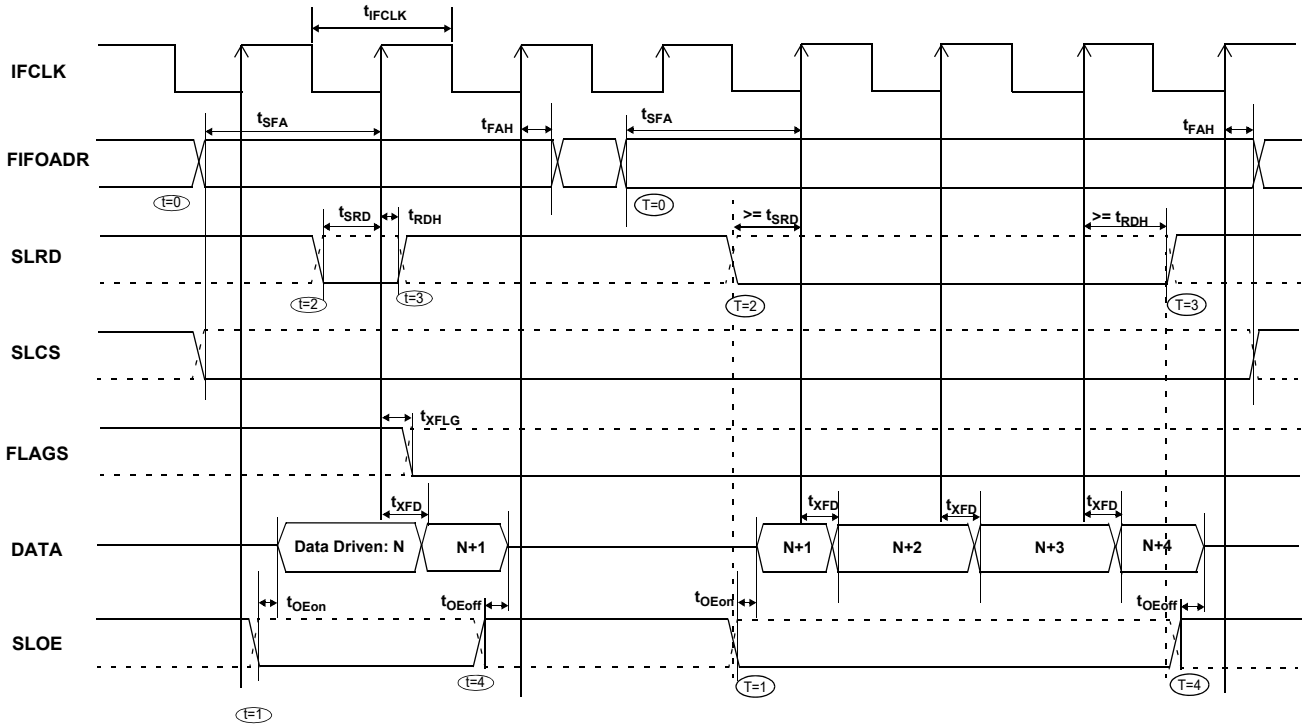 tIFCLK
IFCLK
tSFA
tFAH
tSFA
tFAH
FIFOADR
t=0
T=0
tSRD
tRDH
>= tSRD
>= tRDH
SLRD
t=2
t=3
T=2
T=3
SLCS
tXFLG
FLAGS
tXFD
tXFD
tXFD
tXFD
DATA
Data Driven: N
N+1
N+1
N+2
N+3
N+4
tOEon
tOEoff
tOEon
tOEoff
SLOE
t=4
T=1
T=4
t=1